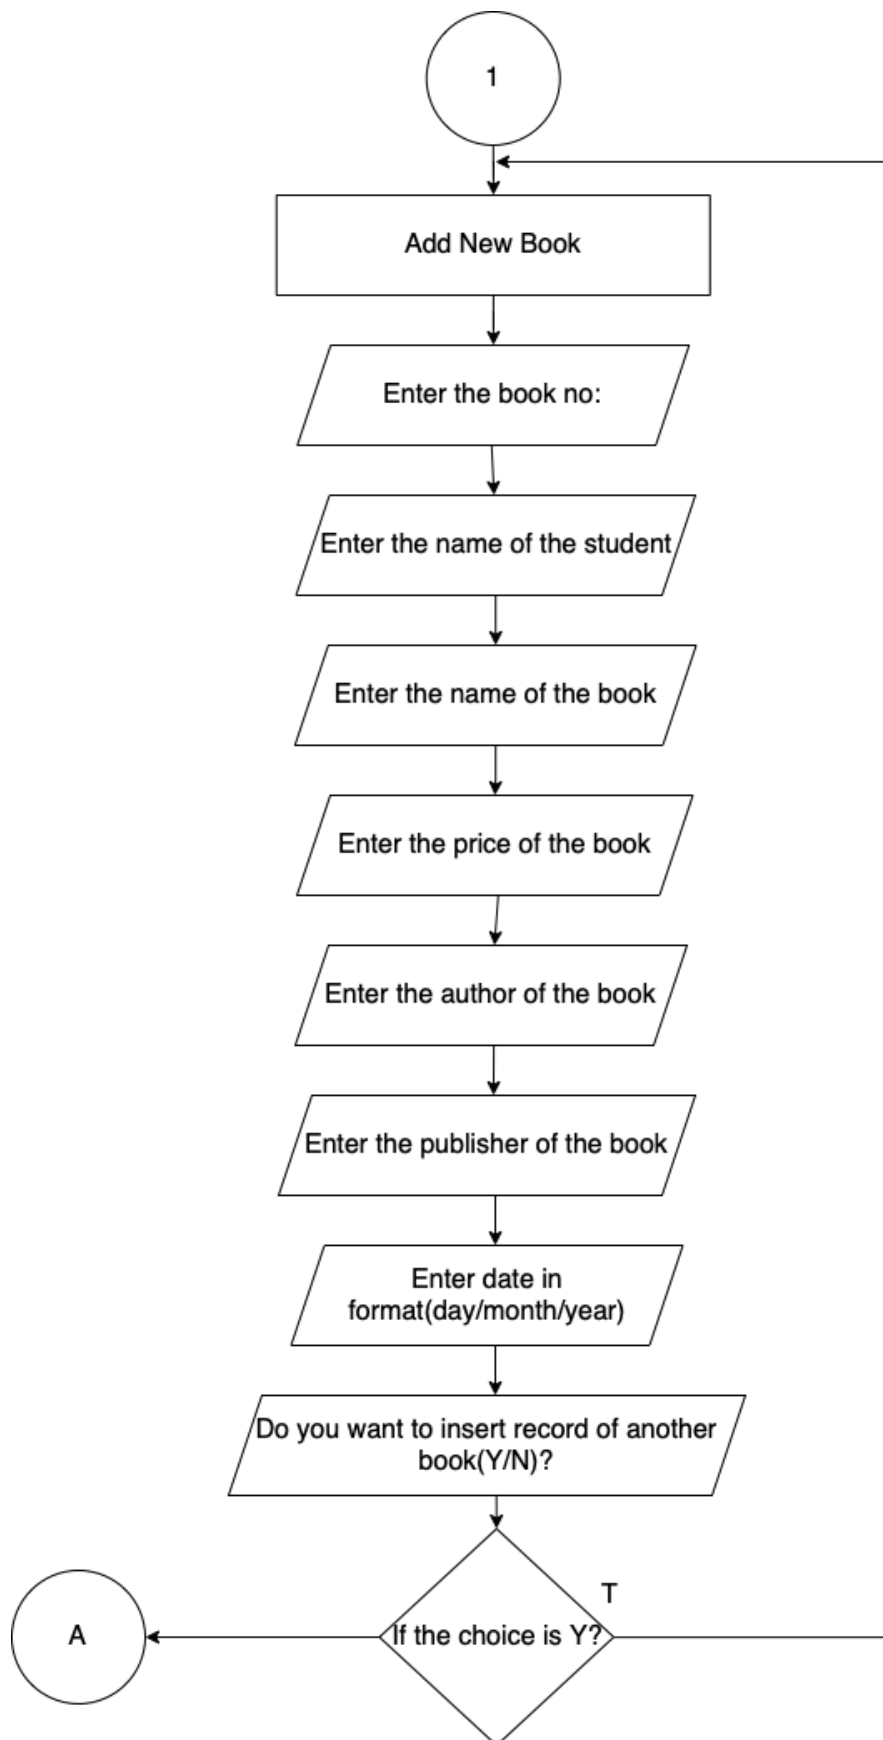 1
Add New Book
Enter the book no:
Enter the name of the student
Enter the name of the book
Enter the price of the book
Enter the author of the book
Enter the publisher of the book
Enter date in
format(day/month/year)
Do you want to insert record of another
book(Y/N)?
T
A
If the choice is Y?